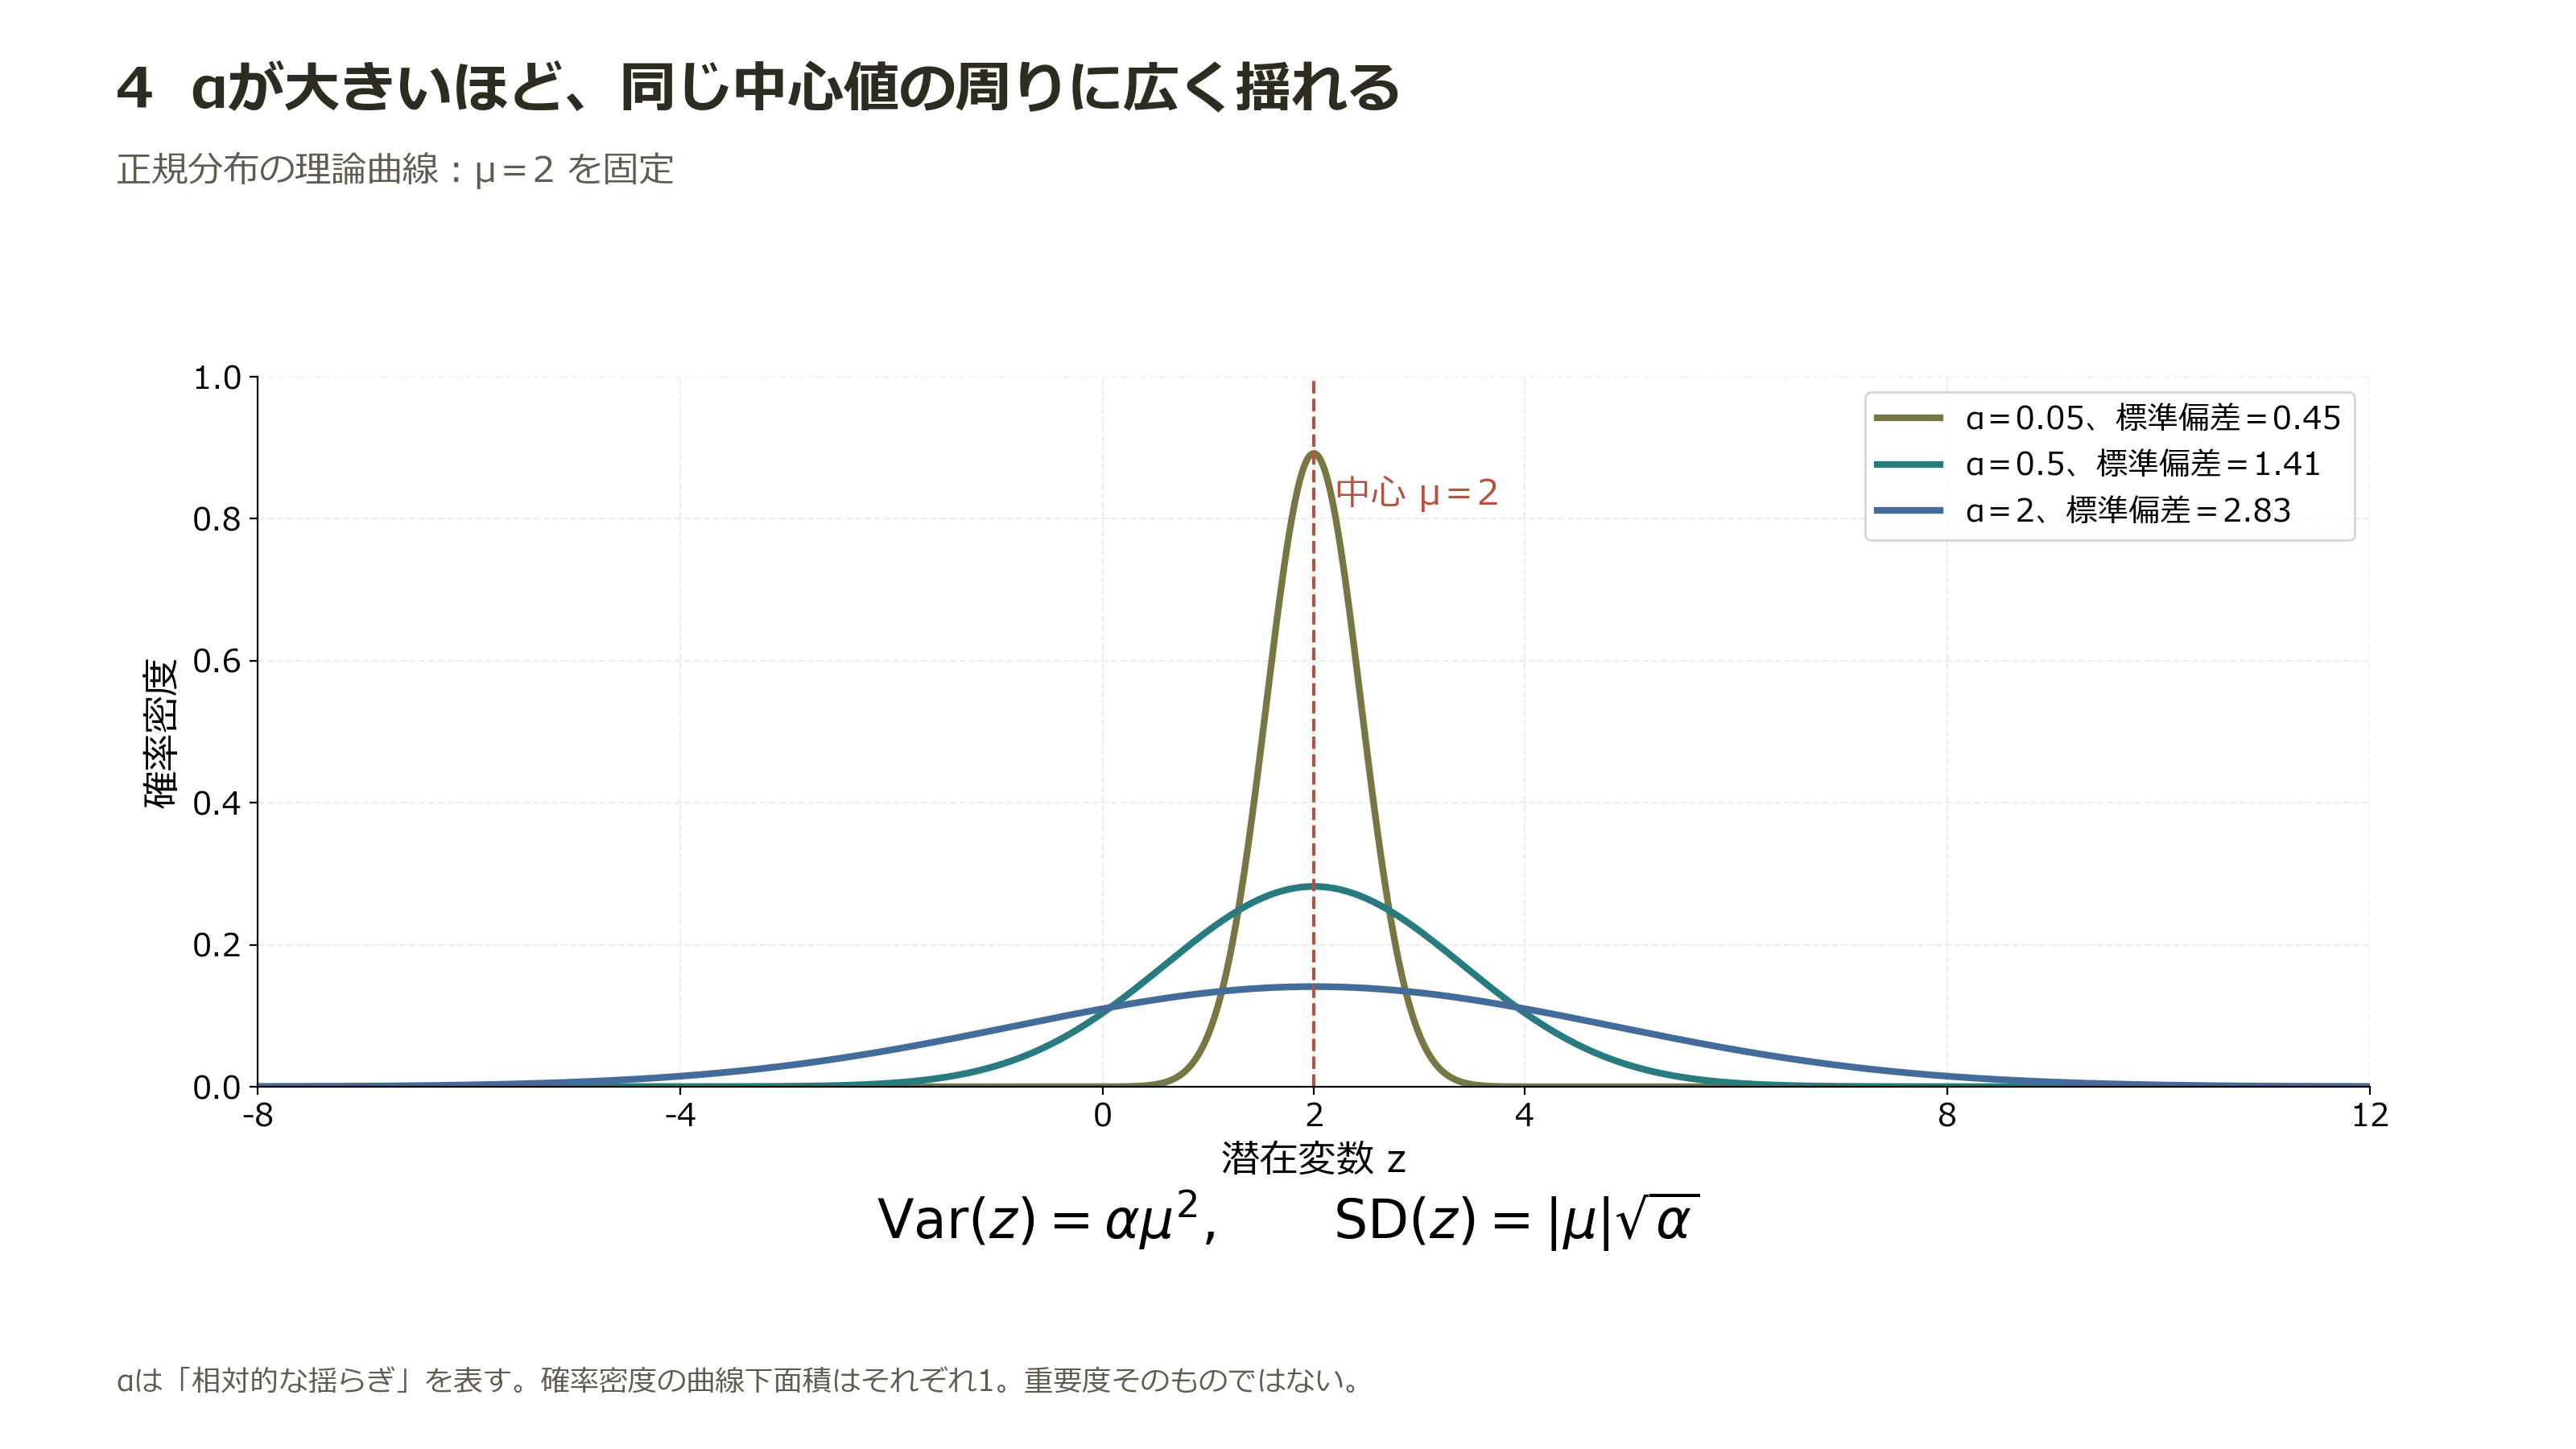 4 αが大きいほど、同じ中心値の周りに広く揺れる
正規分布の理論曲線：μ＝2 を固定
1.0
0.8
0.6
0.4
0.2
0.0
確率密度
中心 μ＝2
α＝0.05、標準偏差＝0.45
α＝0.5、標準偏差＝1.41
α＝2、標準偏差＝2.83
-8 -4 0 2 4 8 12
潜在変数 z
Var(z) = αμ², SD(z) = |μ|√α
αは「相対的な揺らぎ」を表す。確率密度の曲線下面積はそれぞれ1。重要度そのものではない。